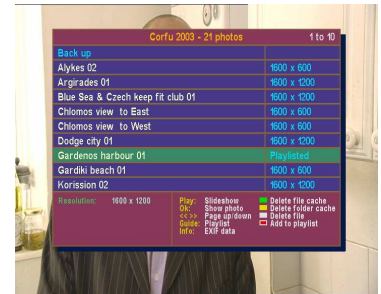 Corfu 2003 - 21 photos 1 to 10
Back up
Alykes 02 1600 x 600
Argirades 01 1600 x 1200
Blue Sea & Czech keep fit club 01 1600 x 1200
Chlomos view to East 1600 x 600
Chlomos view to West 1600 x 600
Dodge city 01 1600 x 1200
Gardenos harbour 01 Playlisted
Gardiki beach 01 1600 x 600
Korission 02 1600 x 600
Resolution: 1600 x 1200 Play: Slideshow Delete file cache
Ok: Show photo Delete folder cache
<< >> Page up/down Delete file
Guide: Playlist Add to playlist
Info: EXIF data